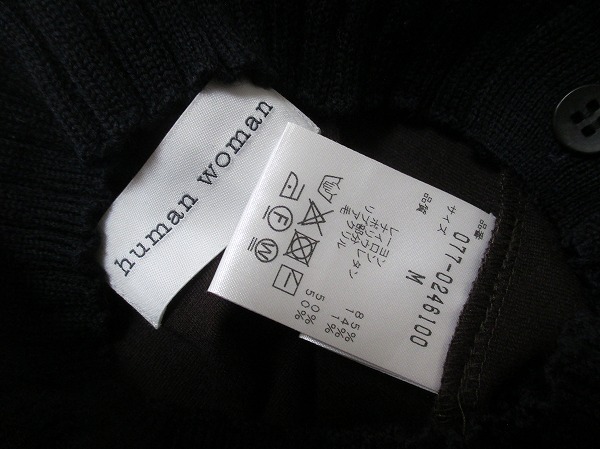 human woman
品番 077-0246100
サイズ M
品質
レーヨン 85%
ナイロン 14%
ポリウレタン 1%
リブ部分
アクリル 50%
毛 50%
F
W